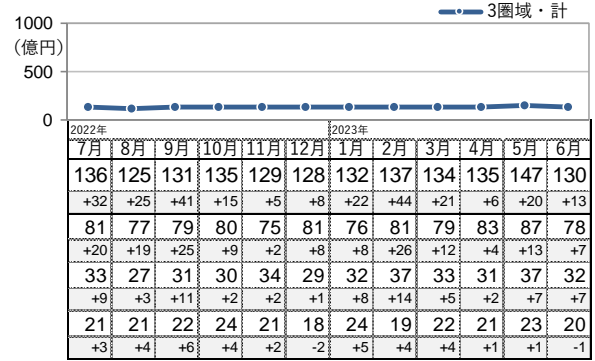 3圏域・計
1000
(億円)
500
0
2022年 2023年
7月 8月 9月 10月 11月 12月 1月 2月 3月 4月 5月 6月
136 125 131 135 129 128 132 137 134 135 147 130
+32 +25 +41 +15 +5 +8 +22 +44 +21 +6 +20 +13
81 77 79 80 75 81 76 81 79 83 87 78
+20 +19 +25 +9 +2 +8 +8 +26 +12 +4 +13 +7
33 27 31 30 34 29 32 37 33 31 37 32
+9 +3 +11 +2 +2 +1 +8 +14 +5 +2 +7 +7
21 21 22 24 21 18 24 19 22 21 23 20
+3 +4 +6 +4 +2 -2 +5 +4 +4 +1 +1 -1